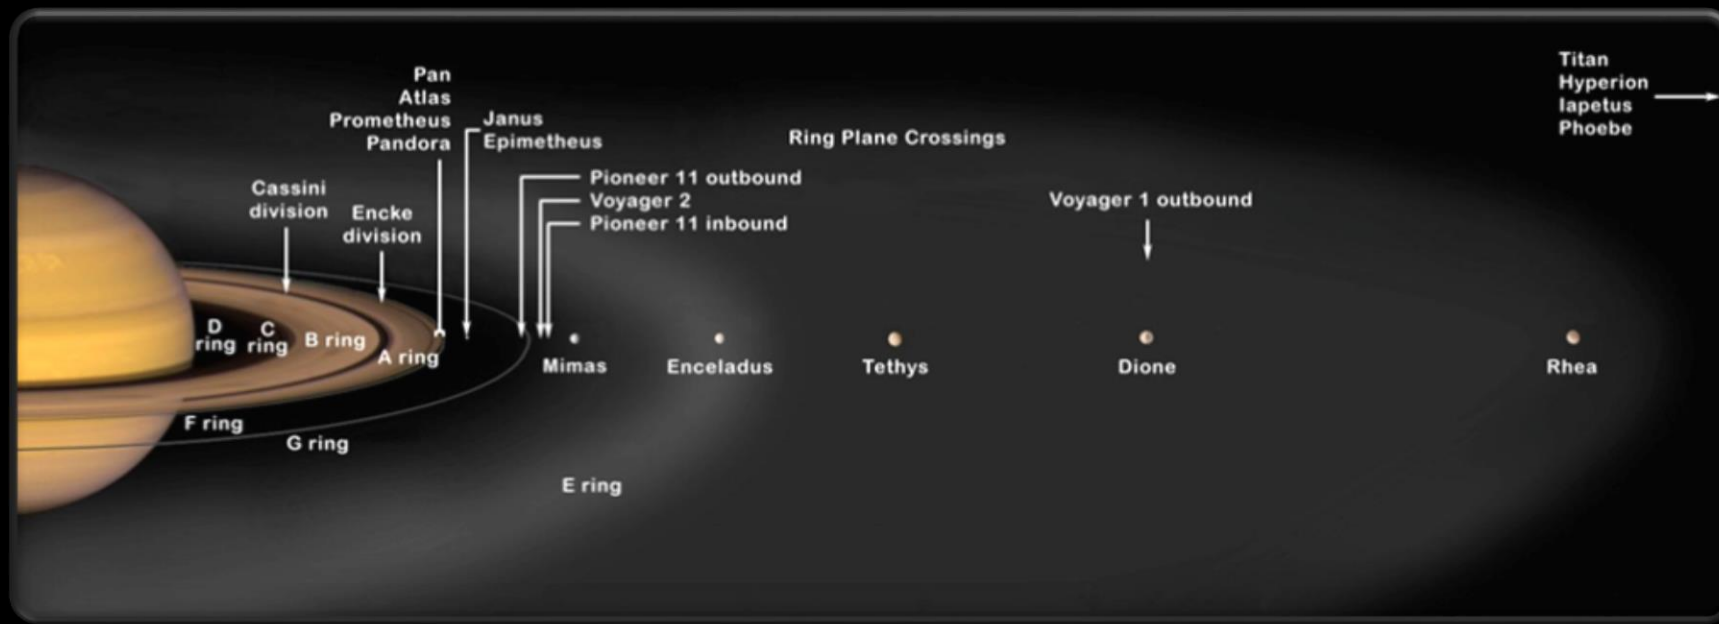 Pan
Atlas
Prometheus
Pandora
Janus
Epimetheus
Ring Plane Crossings
Titan
Hyperion
Iapetus
Phoebe
Cassini
division
Encke
division
Pioneer 11 outbound
Voyager 2
Pioneer 11 inbound
Voyager 1 outbound
D
ring
C
ring
B ring
A ring
Mimas
Enceladus
Tethys
Dione
Rhea
F ring
G ring
E ring